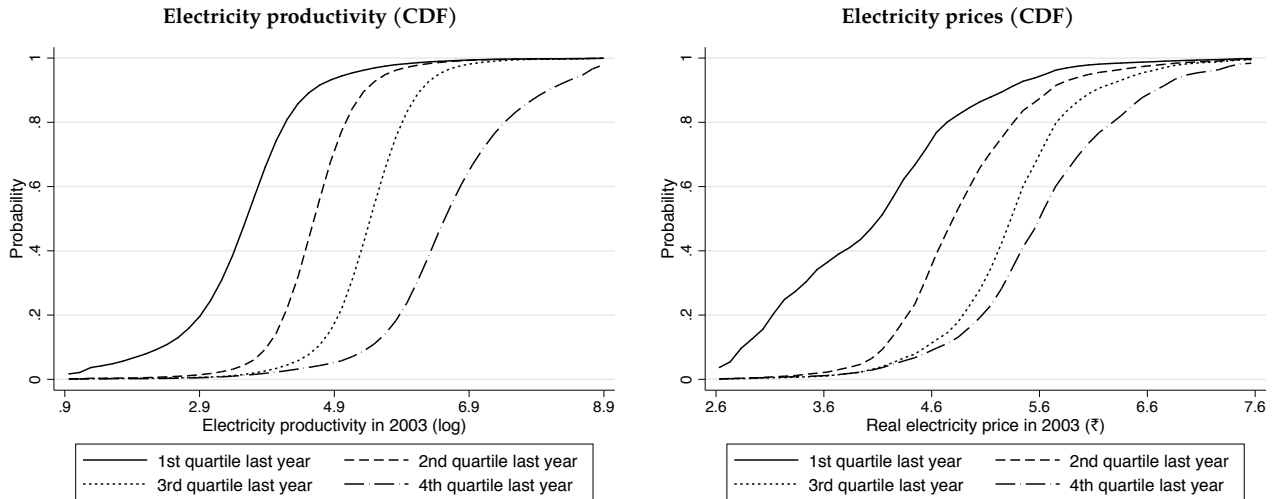 Electricity productivity (CDF)
Probability
0 .2 .4 .6 .8 1
.9 2.9 4.9 6.9 8.9
Electricity productivity in 2003 (log)
1st quartile last year 2nd quartile last year
3rd quartile last year 4th quartile last year
Electricity prices (CDF)
Probability
0 .2 .4 .6 .8 1
2.6 3.6 4.6 5.6 6.6 7.6
Real electricity price in 2003 (₹)
1st quartile last year 2nd quartile last year
3rd quartile last year 4th quartile last year